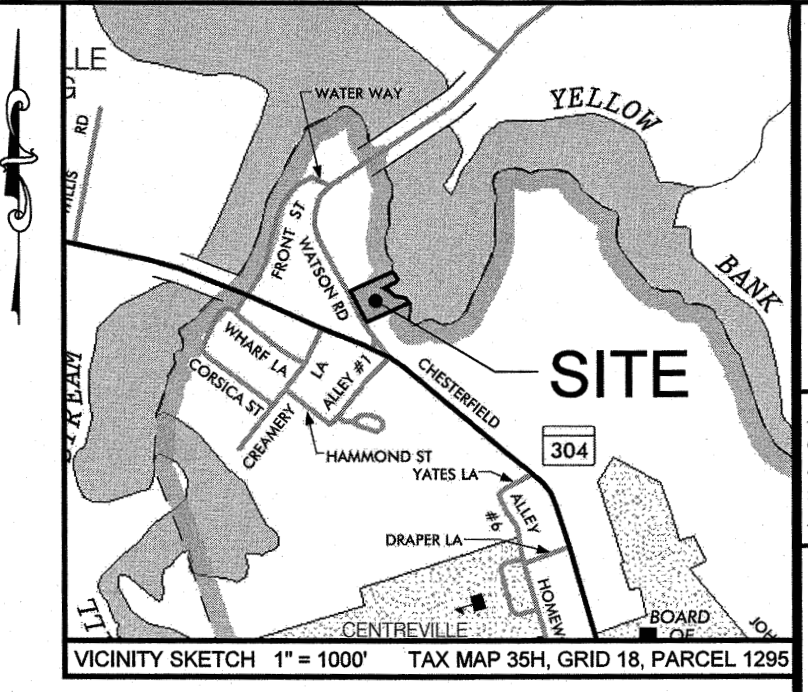 LLE
RD
WATER WAY
YELLOW
BANK
FRONT ST
WATSON RD
WHARF LA
LA
ALLEY #1
CORSICA ST
CREAMERY
CHESTERFIELD
SITE
304
HAMMOND ST
YATES LA
ALLEY
#6
DRAPER LA
HOMEW
CENTREVILLE
BOARD
OF
JOH
VICINITY SKETCH 1" = 1000' TAX MAP 35H, GRID 18, PARCEL 1295